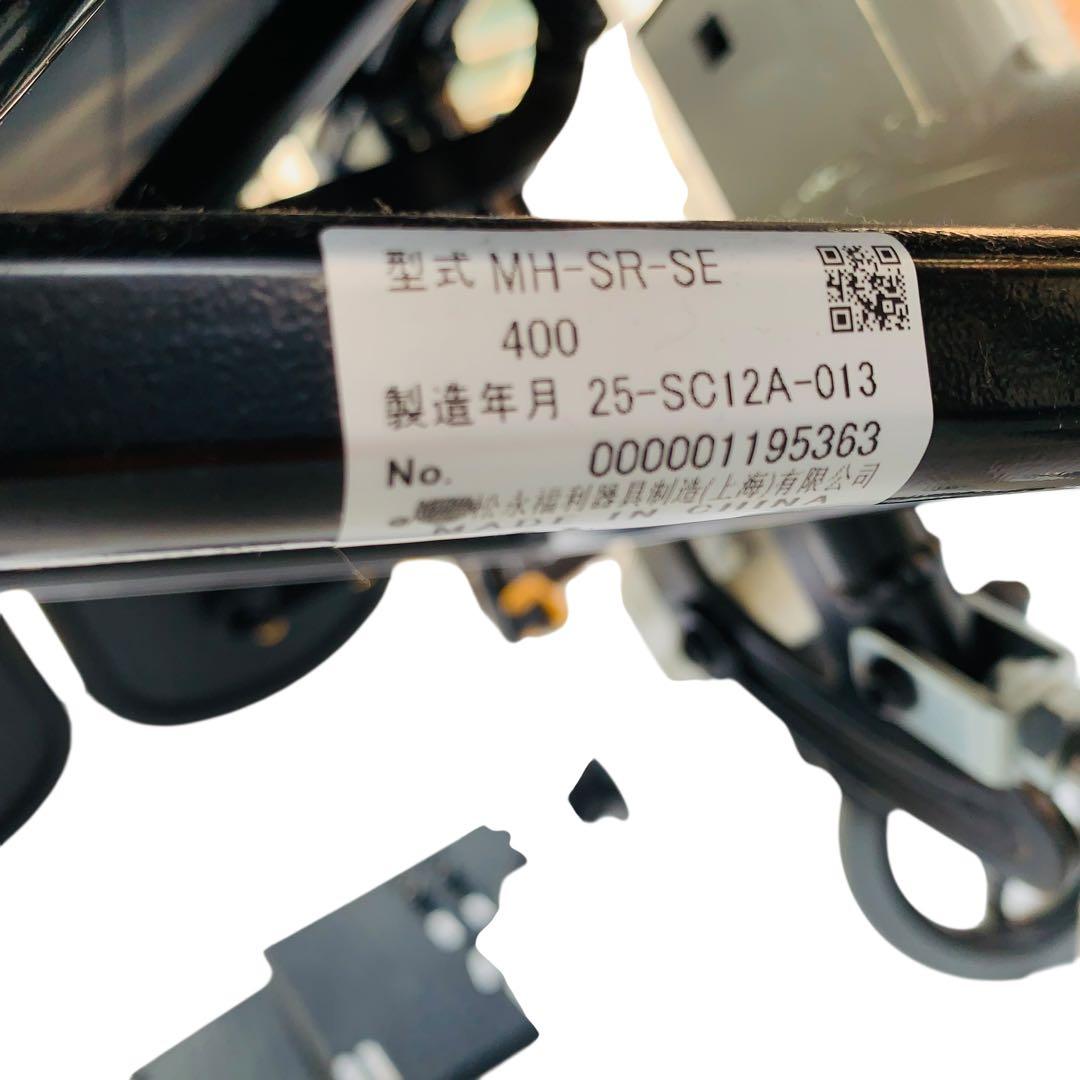 型式 MH-SR-SE
400
製造年月 25-SC12A-013
No. 000001195363
松永福利器具制造(上海)有限公司
MADE IN CHINA